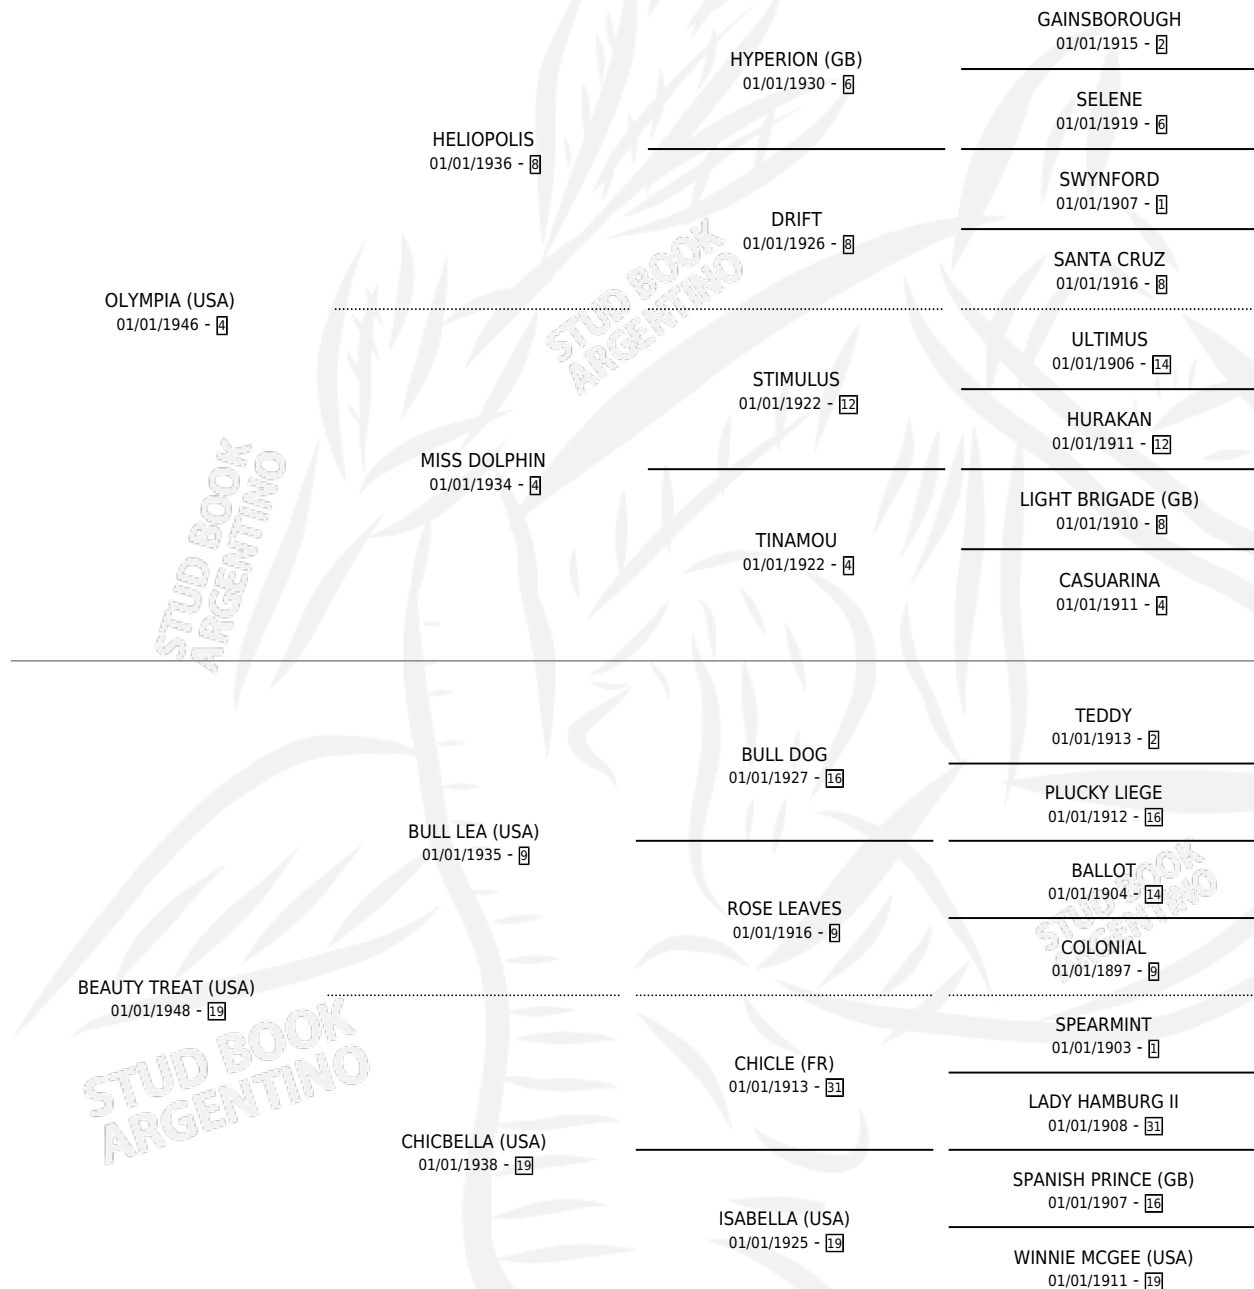 GAINSBOROUGH
01/01/1915 - 2
HYPERION (GB)
01/01/1930 - 6
SELENE
01/01/1919 - 6
HELIOPOLIS
01/01/1936 - 8
SWYNFORD
01/01/1907 - 1
DRIFT
01/01/1926 - 8
SANTA CRUZ
01/01/1916 - 8
OLYMPIA (USA)
01/01/1946 - 4
ULTIMUS
01/01/1906 - 14
STIMULUS
01/01/1922 - 12
HURAKAN
01/01/1911 - 12
MISS DOLPHIN
01/01/1934 - 4
LIGHT BRIGADE (GB)
01/01/1910 - 8
TINAMOU
01/01/1922 - 4
CASUARINA
01/01/1911 - 4
TEDDY
01/01/1913 - 2
BULL DOG
01/01/1927 - 16
PLUCKY LIEGE
01/01/1912 - 16
BULL LEA (USA)
01/01/1935 - 9
BALLOT
01/01/1904 - 14
ROSE LEAVES
01/01/1916 - 9
COLONIAL
01/01/1897 - 9
BEAUTY TREAT (USA)
01/01/1948 - 19
SPEARMINT
01/01/1903 - 1
CHICLE (FR)
01/01/1913 - 31
LADY HAMBURG II
01/01/1908 - 31
CHICBELLA (USA)
01/01/1938 - 19
SPANISH PRINCE (GB)
01/01/1907 - 16
ISABELLA (USA)
01/01/1925 - 19
WINNIE MCGEE (USA)
01/01/1911 - 19
STUD BOOK
ARGENTINO
STUD BOOK
ARGENTINO
STUD BOOK
ARGENTINO
STUD BOOK
ARGENTINO